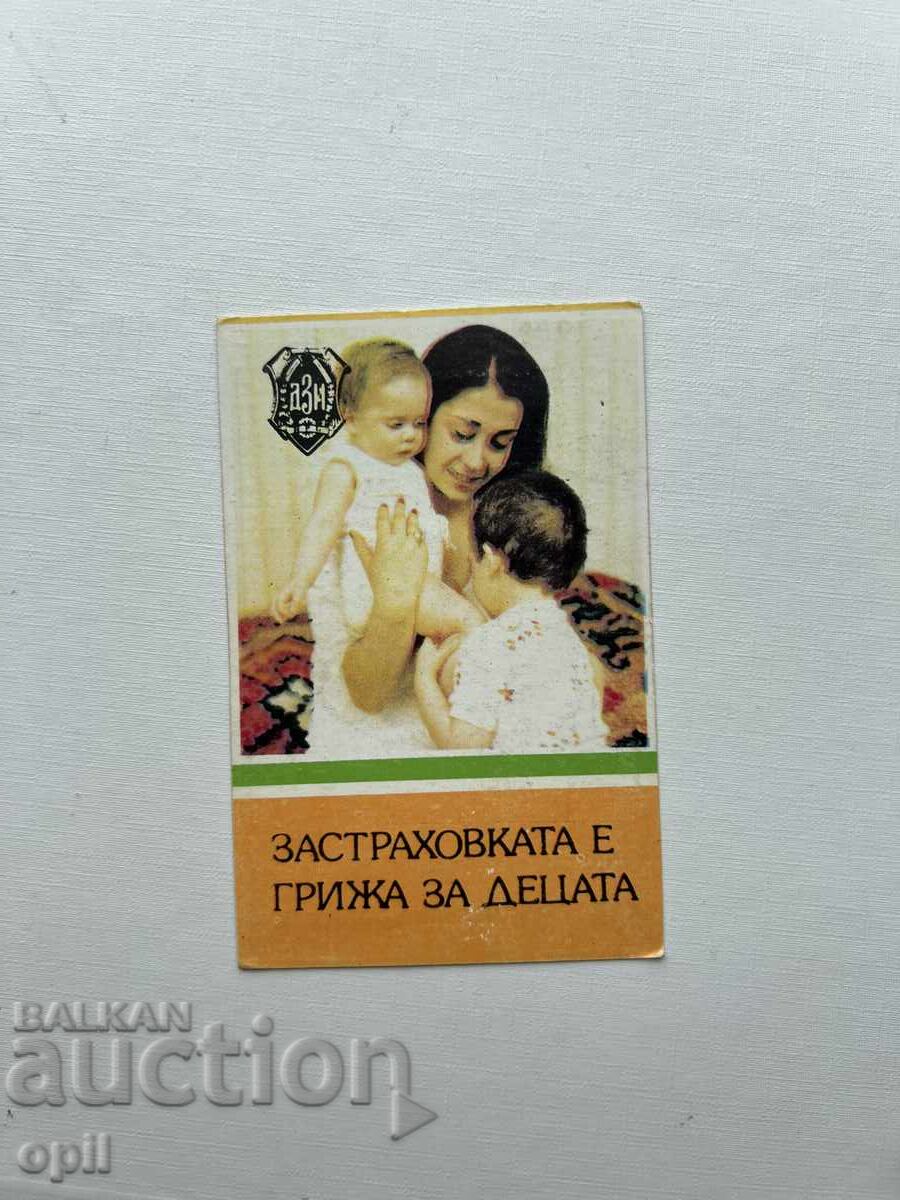 ДЗИ
ЗАСТРАХОВКАТА Е
ГРИЖА ЗА ДЕЦАТА
BALKAN
auction
opil